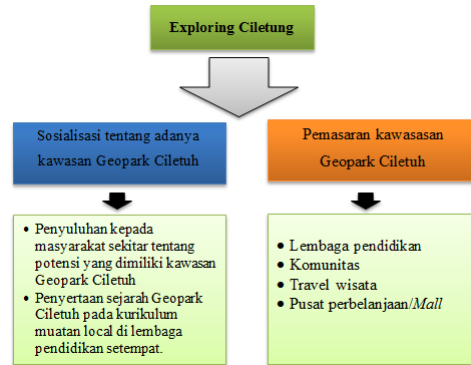 Exploring Ciletung
Sosialisasi tentang adanya
kawasan Geopark Ciletuh
Pemasaran kawasasan
Geopark Ciletuh
• Penyuluhan kepada
masyarakat sekitar tentang
potensi yang dimiliki kawasan
Geopark Ciletuh
• Penyertaan sejarah Geopark
Ciletuh pada kurikulum
muatan local di lembaga
pendidikan setempat.
• Lembaga pendidikan
• Komunitas
• Travel wisata
• Pusat perbelanjaan/Mall